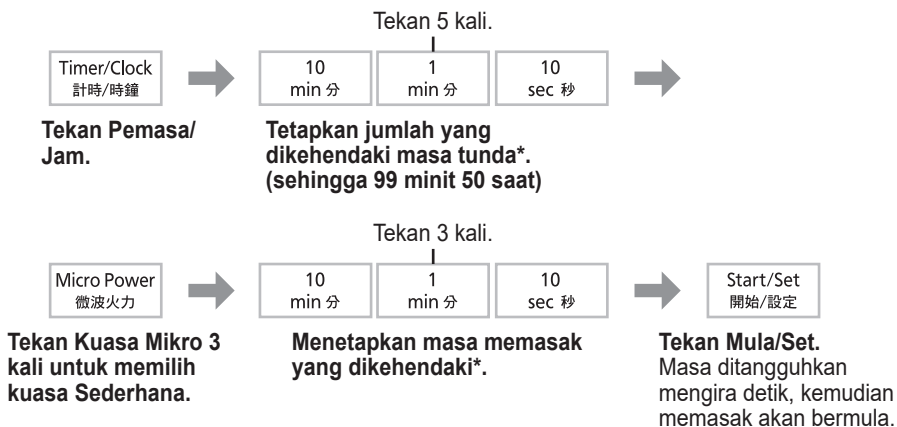 Tekan 5 kali.
Timer/Clock
計時/時鐘
10
min 分
1
min 分
10
sec 秒
Tekan Pemasa/
Jam.
Tetapkan jumlah yang
dikehendaki masa tunda*.
(sehingga 99 minit 50 saat)
Tekan 3 kali.
Micro Power
微波火力
10
min 分
1
min 分
10
sec 秒
Start/Set
開始/設定
Tekan Kuasa Mikro 3
kali untuk memilih
kuasa Sederhana.
Menetapkan masa memasak
yang dikehendaki*.
Tekan Mula/Set.
Masa ditangguhkan
mengira detik, kemudian
memasak akan bermula.